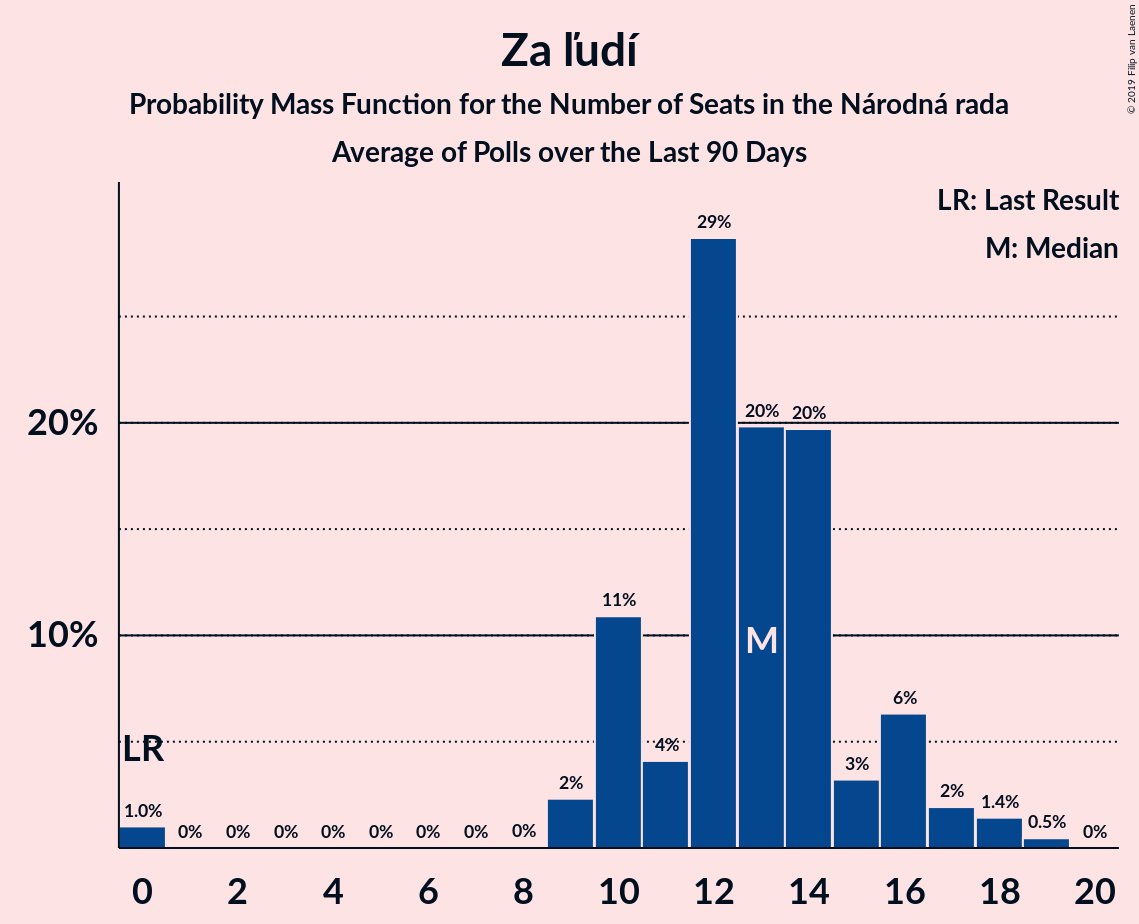 Za ľudí
Probability Mass Function for the Number of Seats in the Národná rada
Average of Polls over the Last 90 Days
© 2019 Filip van Laenen
LR: Last Result
M: Median
29%
20%
20% 20%
11%
10%
M
6%
LR
4%
3%
2%
2%
1.4%
1.0%
0.5%
0% 0% 0% 0% 0% 0% 0% 0% 0%
0 2 4 6 8 10 12 14 16 18 20